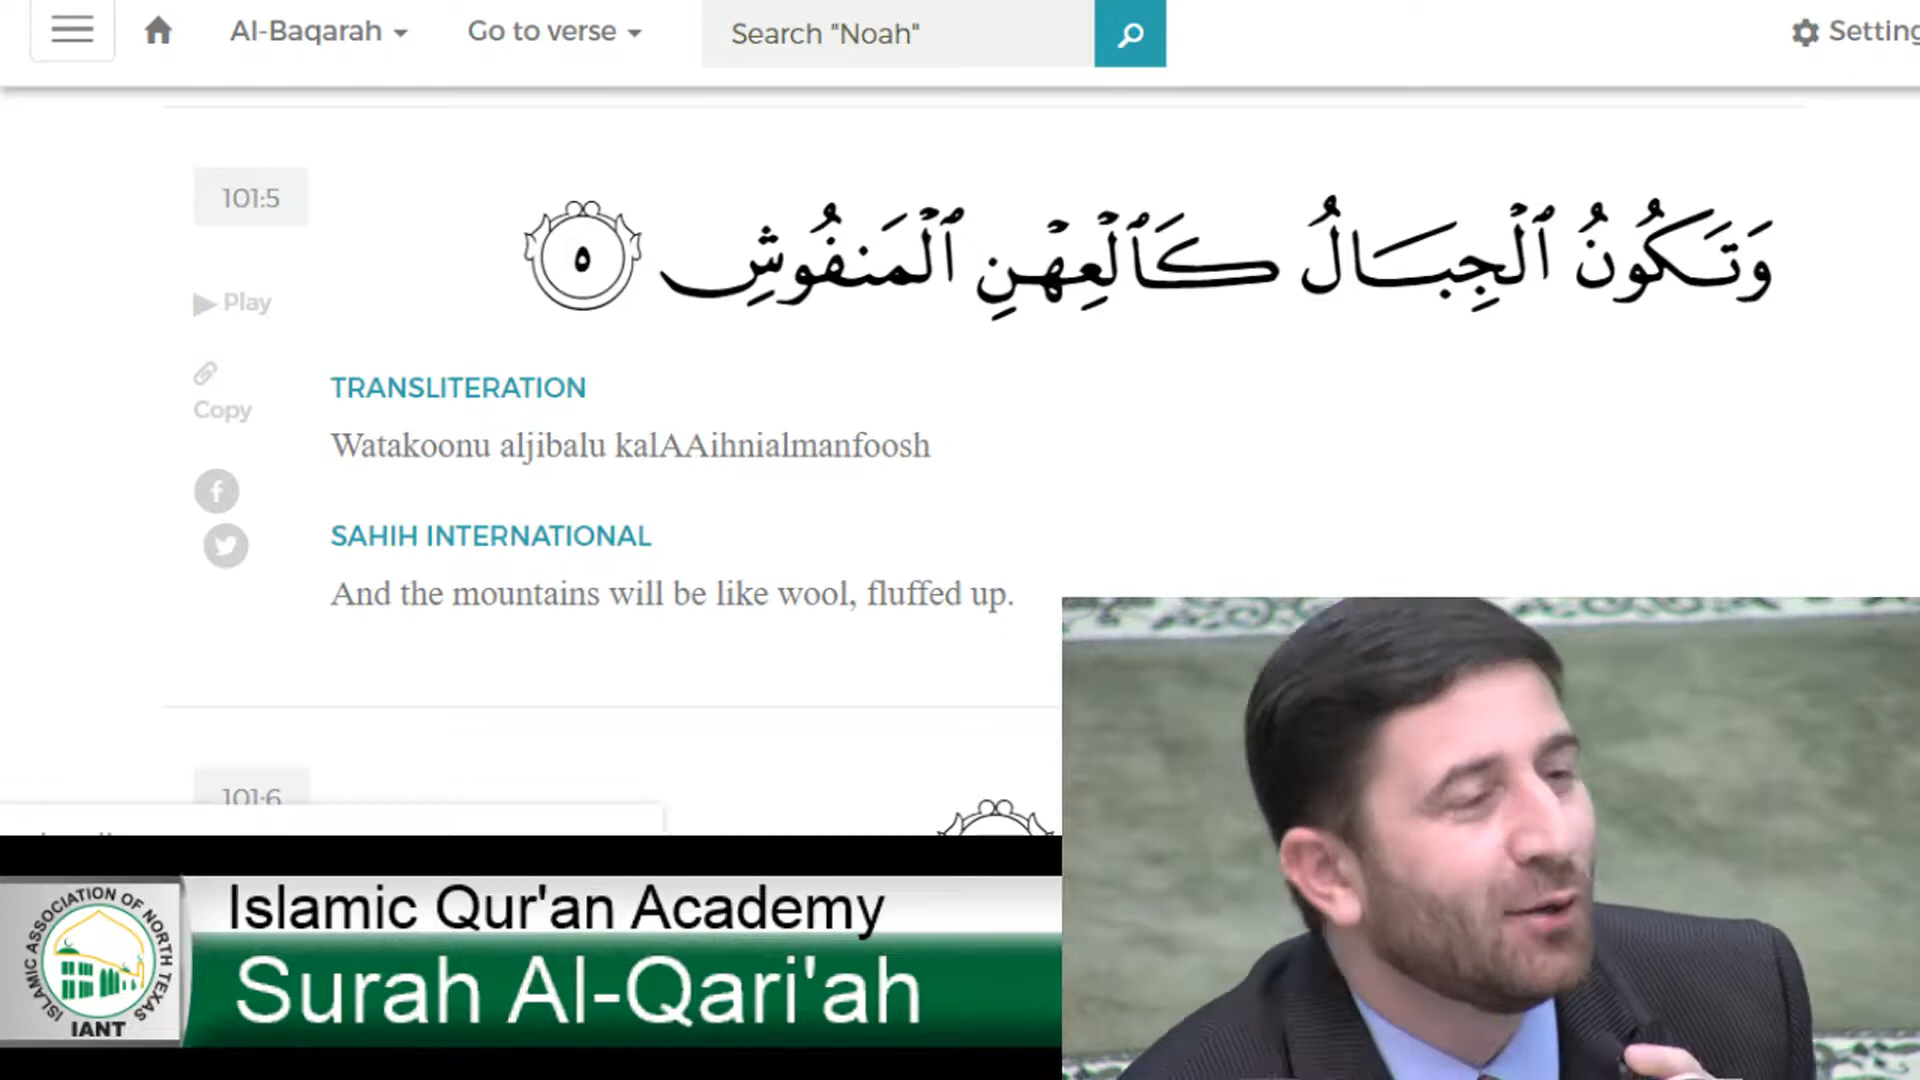 Al-Baqarah
Go to verse
Search "Noah"
101:5
وَتَكُونُ ٱلْجِبَالُ كَٱلْعِهْنِ ٱلْمَنفُوشِ ٥
Play
Copy
TRANSLITERATION
Watakoonu aljibalu kalAAihnialmanfoosh
SAHIH INTERNATIONAL
And the mountains will be like wool, fluffed up.
101:6
Islamic Qur'an Academy
Surah Al-Qari'ah
ISLAMIC ASSOCIATION OF NORTH TEXAS
IANT